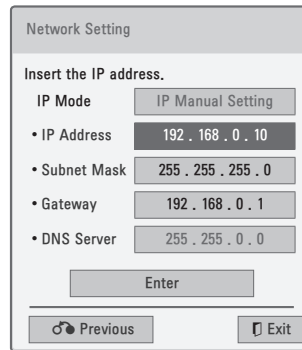 Network Setting
Insert the IP address.
IP Mode IP Manual Setting
• IP Address 192 . 168 . 0 . 10
• Subnet Mask 255 . 255 . 255 . 0
• Gateway 192 . 168 . 0 . 1
• DNS Server 255 . 255 . 0 . 0
Enter
Previous Exit